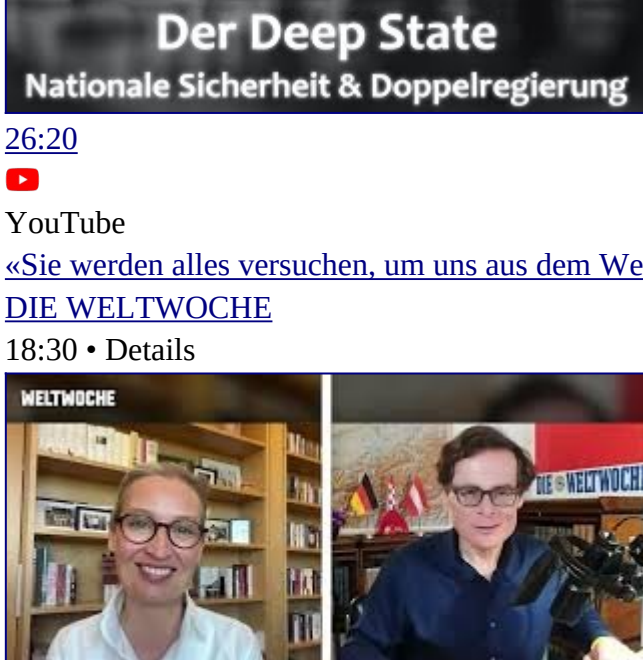 Der Deep State
Nationale Sicherheit & Doppelregierung
26:20
YouTube
«Sie werden alles versuchen, um uns aus dem We
DIE WELTWOCHE
18:30 • Details
WELTWOCHE
DIE WELTWOCHE